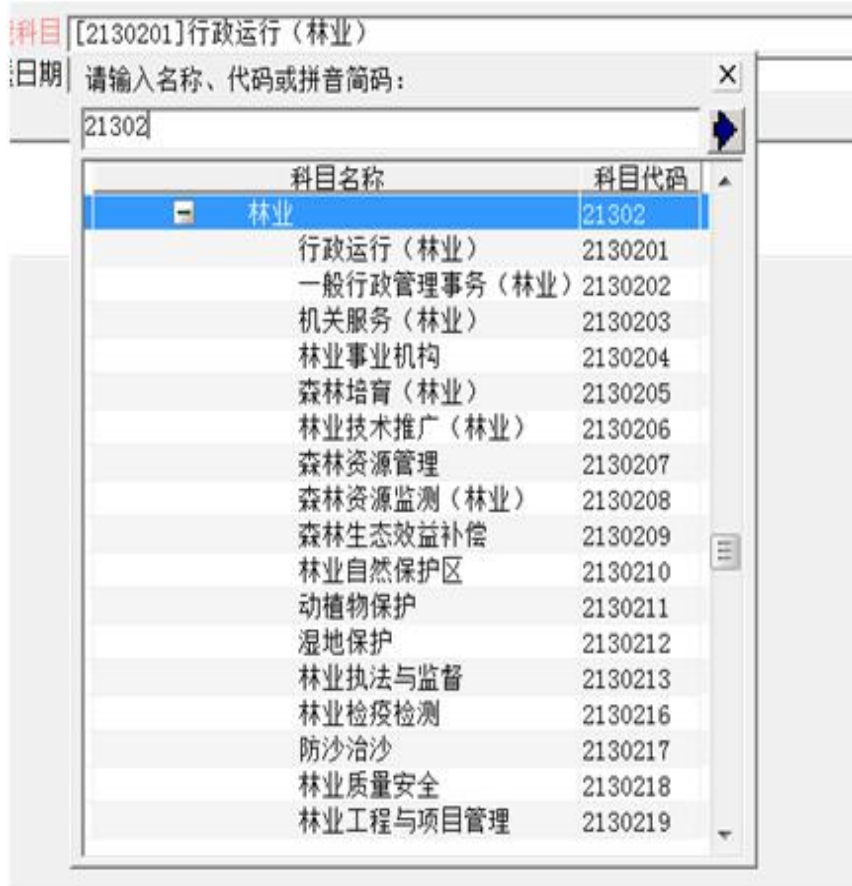 科目 [2130201]行政运行（林业）
日期 请输入名称、代码或拼音简码：
21302
科目名称 科目代码
林业 21302
行政运行（林业） 2130201
一般行政管理事务（林业） 2130202
机关服务（林业） 2130203
林业事业机构 2130204
森林培育（林业） 2130205
林业技术推广（林业） 2130206
森林资源管理 2130207
森林资源监测（林业） 2130208
森林生态效益补偿 2130209
林业自然保护区 2130210
动植物保护 2130211
湿地保护 2130212
林业执法与监督 2130213
林业检疫检测 2130216
防沙治沙 2130217
林业质量安全 2130218
林业工程与项目管理 2130219